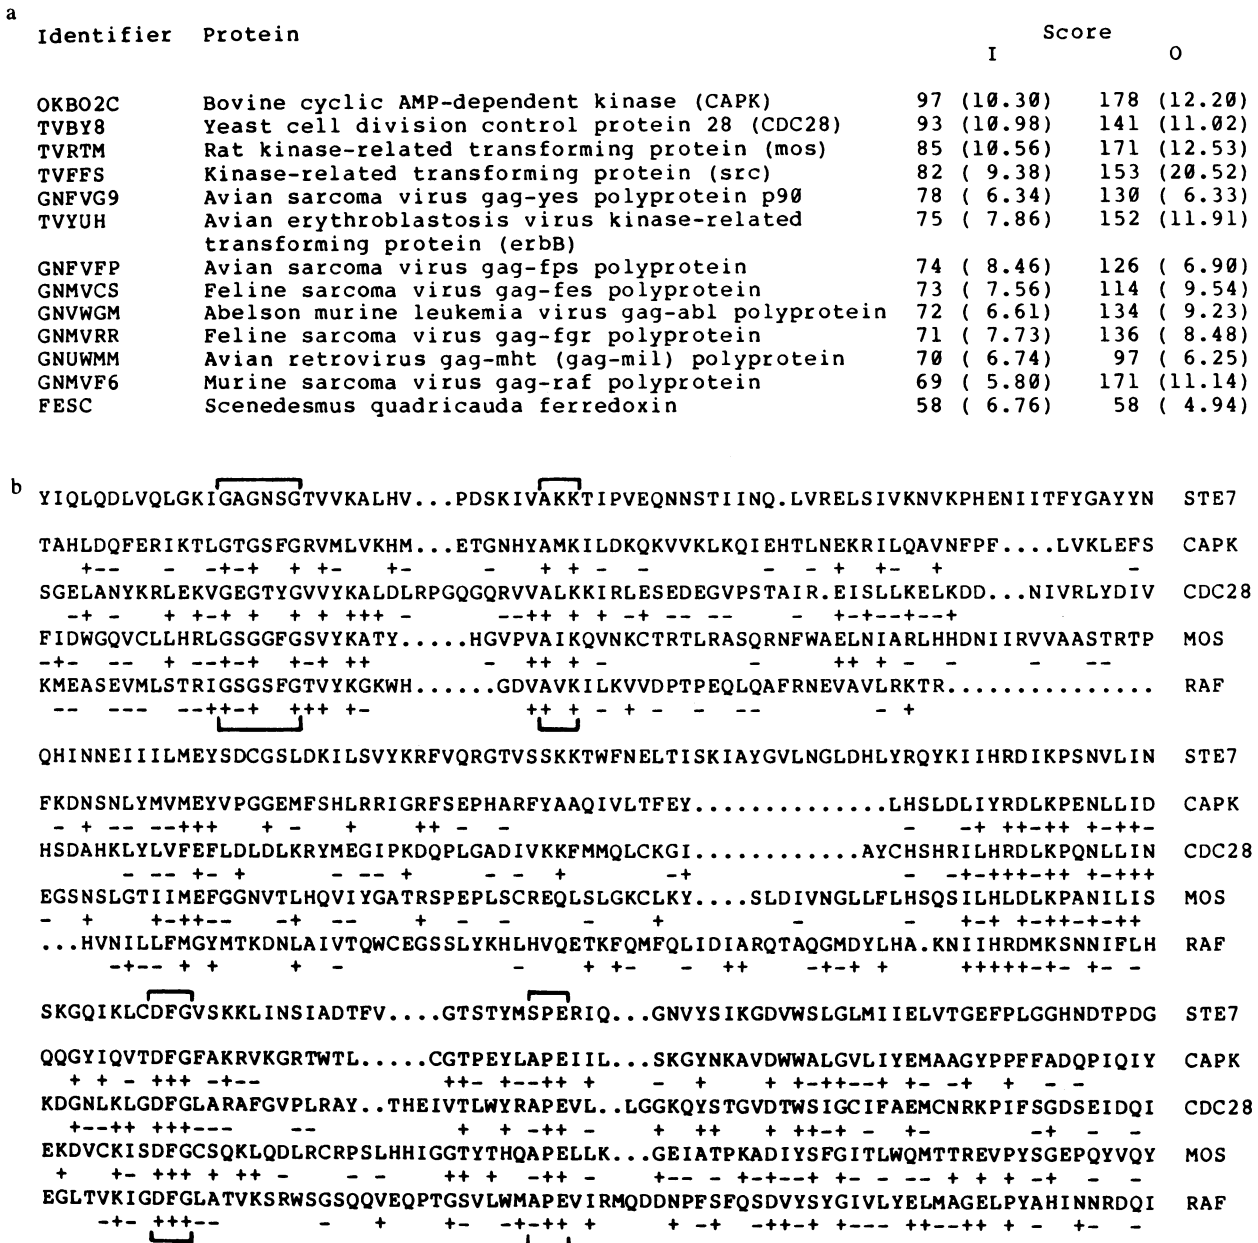 a
Identifier Protein Score
I O
OKBO2C Bovine cyclic AMP-dependent kinase (CAPK) 97 (10.30) 178 (12.20)
TVBY8 Yeast cell division control protein 28 (CDC28) 93 (10.98) 141 (11.02)
TVRTM Rat kinase-related transforming protein (mos) 85 (10.56) 171 (12.53)
TVFFS Kinase-related transforming protein (src) 82 ( 9.38) 153 (20.52)
GNFVG9 Avian sarcoma virus gag-yes polyprotein p90 78 ( 6.34) 130 ( 6.33)
TVYUH Avian erythroblastosis virus kinase-related 75 ( 7.86) 152 (11.91)
transforming protein (erbB)
GNFVFP Avian sarcoma virus gag-fps polyprotein 74 ( 8.46) 126 ( 6.90)
GNMVCS Feline sarcoma virus gag-fes polyprotein 73 ( 7.56) 114 ( 9.54)
GNVWGM Abelson murine leukemia virus gag-abl polyprotein 72 ( 6.61) 134 ( 9.23)
GNMVRR Feline sarcoma virus gag-fgr polyprotein 71 ( 7.73) 136 ( 8.48)
GNUWMM Avian retrovirus gag-mht (gag-mil) polyprotein 70 ( 6.74) 97 ( 6.25)
GNMVF6 Murine sarcoma virus gag-raf polyprotein 69 ( 5.80) 171 (11.14)
FESC Scenedesmus quadricauda ferredoxin 58 ( 6.76) 58 ( 4.94)
b
YIQLQDLVQLGKIGAGNSGTVVKALHV...PDSKIVAKKTIPVEQNNSTIINQ.LVRELSIVKNVKPHENIITFYGAYYN STE7
TAHLDQFERIKTLGTGSFGRVMLVKHM...ETGNHYAMKILDKQKVVKLKQIEHTLNEKRILQAVNFPF....LVKLEFS CAPK
+-- - -+-+ + + +- + + - - - + +- + -
SGELANYKRLEKVGEGTYGVVYKALDLRPGQGQRVVALKKIRLESEDEGVPSTAIR.EISLLKELKDD...NIVRLYDIV CDC28
-+ - - -+-+ + + +++ - -- ++ + -+ -- -- +-+-++--+
FIDWGQVCLLHRLGSGGFGSVYKATY.....HGVPVAIKQVNKCTRTLRASQRNFWAELNIARLHHDNIIRVVAASTRTP MOS
-+- -- + --+-+ +-+ ++ - ++ + - - ++ + - - - --
KMEASEVMLSTRIGSGSFGTVYKGKWH......GDVAVKILKVVDPTPEQLQAFRNEVAVLRKTR............... RAF
-- --- --++-+ +++ +- ++ + - + - - - - +
QHINNEIIILMEYSDCGSLDKILSVYKRFVQRGTVSSKKTWFNELTISKIAYGVLNGLDHLYRQYKIIHRDIKPSNVLIN STE7
FKDNSNLYMVMEYVPGGEMFSHLRRIGRFSEPHARFYAAQIVLTFEY..............LHSLDLIYRDLKPENLLID CAPK
- + -- --+++ + - + ++ - - - -+ ++-++ +-++-
HSDAHKLYLVFEFLDLDLKRYMEGIPKDQPLGADIVKKFMMQLCKGI............AYCHSHRILHRDLKPQNLLIN CDC28
- -- + - +- - -- - + -+ - -+-++-++ +-+++
EGSNSLGTIIMEFGGNVTLHQVIYGATRSPEPLSCREQLSLGKCLKY....SLDIVNGLLFLHSQSILHLDLKPANILIS MOS
- + +-++-- -+ -- + - + - - +-+ +-++-++
...HVNILLFMGYMTKDNLAIVTQWCEGSSLYKHLHVQETKFQMFQLIDIARQTAQGMDYLHA.KNIIHRDMKSNNIFLH RAF
-+-- + + + - - + +- - ++ -+-+ + +++++-+- +- -
SKGQIKLCDFGVSKKLINSIADTFV....GTSTYMSPERIQ...GNVYSIKGDVWSLGLMIIELVTGEFPLGGHNDTPDG STE7
QQGYIQVTDFGFAKRVKGRTWTL.....CGTPEYLAPEIIL...SKGYNKAVDWWALGVLIYEMAAGYPPFFADQPIQIY CAPK
+ + - +++ -+-- ++- +--++ + - + + +-++--+ +- -+ + - -
KDGNLKLGDFGLARAFGVPLRAY..THEIVTLWYRAPEVL..LGGKQYSTGVDTWSIGCIFAEMCNRKPIFSGDSEIDQI CDC28
+--++ +++--- -- + + -++ + ++ + ++-+ - +- -+ - -
EKDVCKISDFGCSQKLQDLRCRPSLHHIGGTYTHQAPELLK...GEIATPKADIYSFGITLWQMTTREVPYSGEPQYVQY MOS
+ +- +++ + ++ - ++ + -++ - - + +- -+ + - - - - + - -
EGLTVKIGDFGLATVKSRWSGSQQVEQPTGSVLWMAPEVIRMQDDNPFSFQSDVYSYGIVLYELMAGELPYAHINNRDQI RAF
-+- +++-- - + +- -+-++ + + -+ -++-+ +--- ++--++ + - +- -